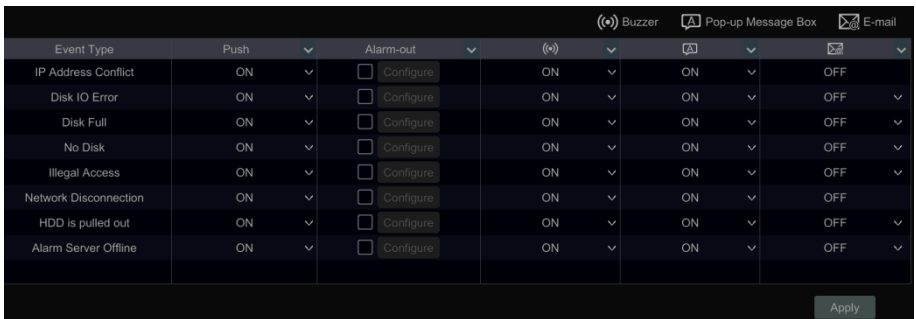 Buzzer Pop-up Message Box E-mail
Event Type Push Alarm-out
IP Address Conflict ON Configure ON ON OFF
Disk IO Error ON Configure ON ON OFF
Disk Full ON Configure ON ON OFF
No Disk ON Configure ON ON OFF
Illegal Access ON Configure ON ON OFF
Network Disconnection ON Configure ON ON OFF
HDD is pulled out ON Configure ON ON OFF
Alarm Server Offline ON Configure ON ON OFF
Apply